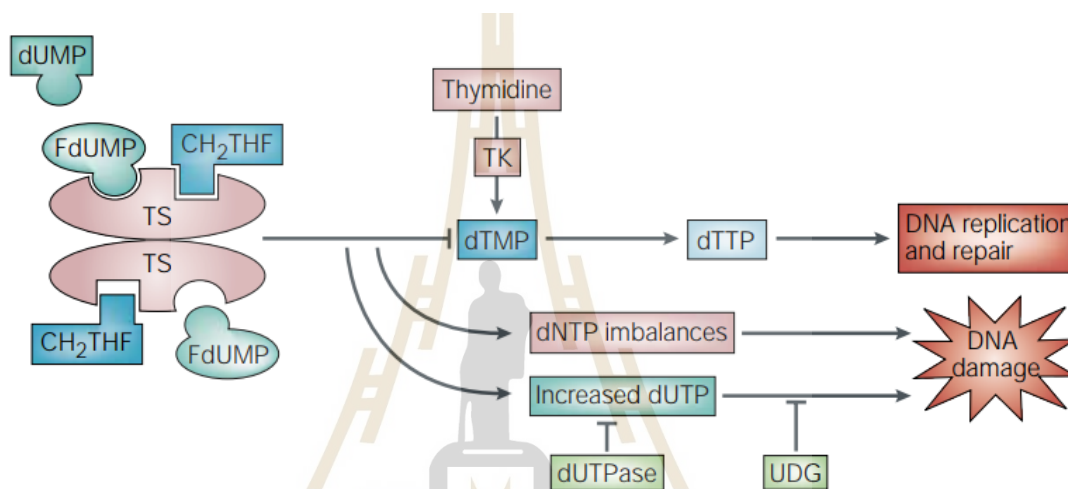 dUMP
FdUMP
CH₂THF
TS
TS
CH₂THF
FdUMP
Thymidine
TK
dTMP
dTTP
DNA replication
and repair
dNTP imbalances
Increased dUTP
DNA
damage
dUTPase
UDG